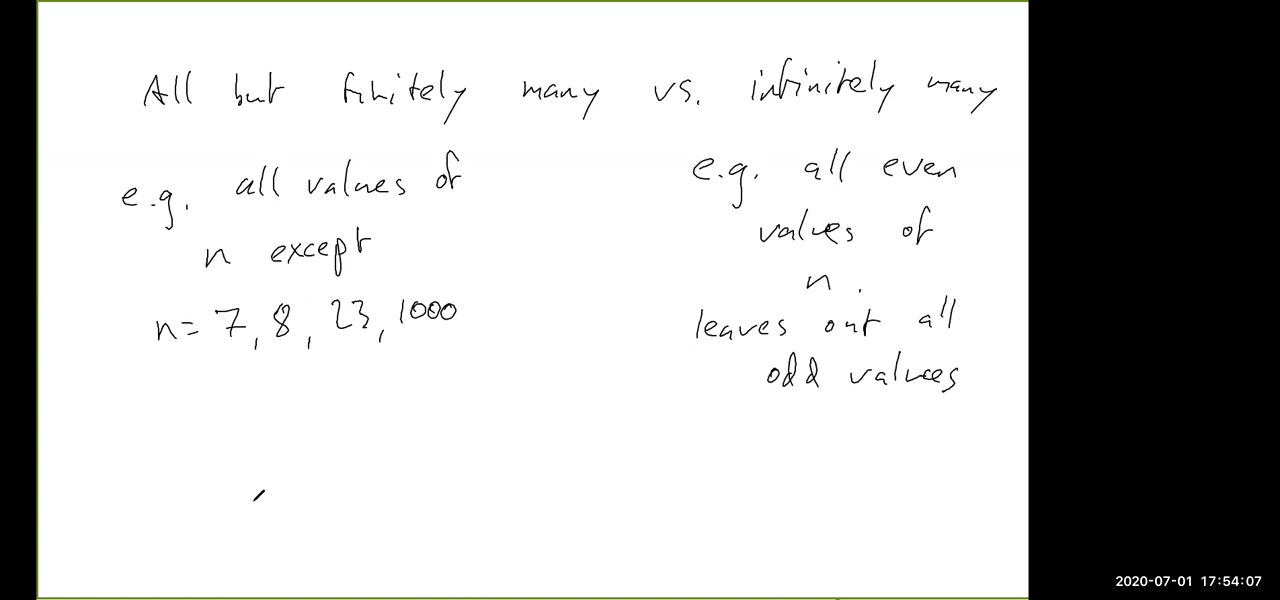 All but finitely many vs. infinitely many
e.g. all values of
n except
n = 7, 8, 23, 1000
e.g. all even
values of
n.
leaves out all
odd values
2020-07-01 17:54:07